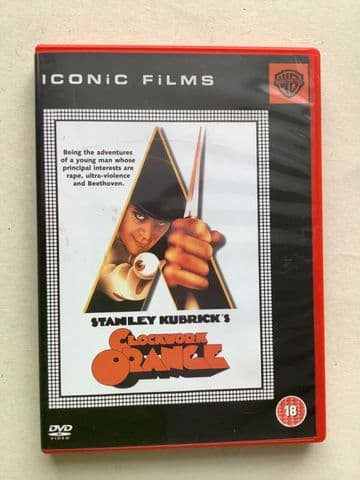 ICONiC FiLMS
WB
Being the adventures
of a young man whose
principal interests are
rape, ultra-violence
and Beethoven.
STANLEY KUBRICK'S
CLOCKWORK
ORANGE
DVD
VIDEO
18